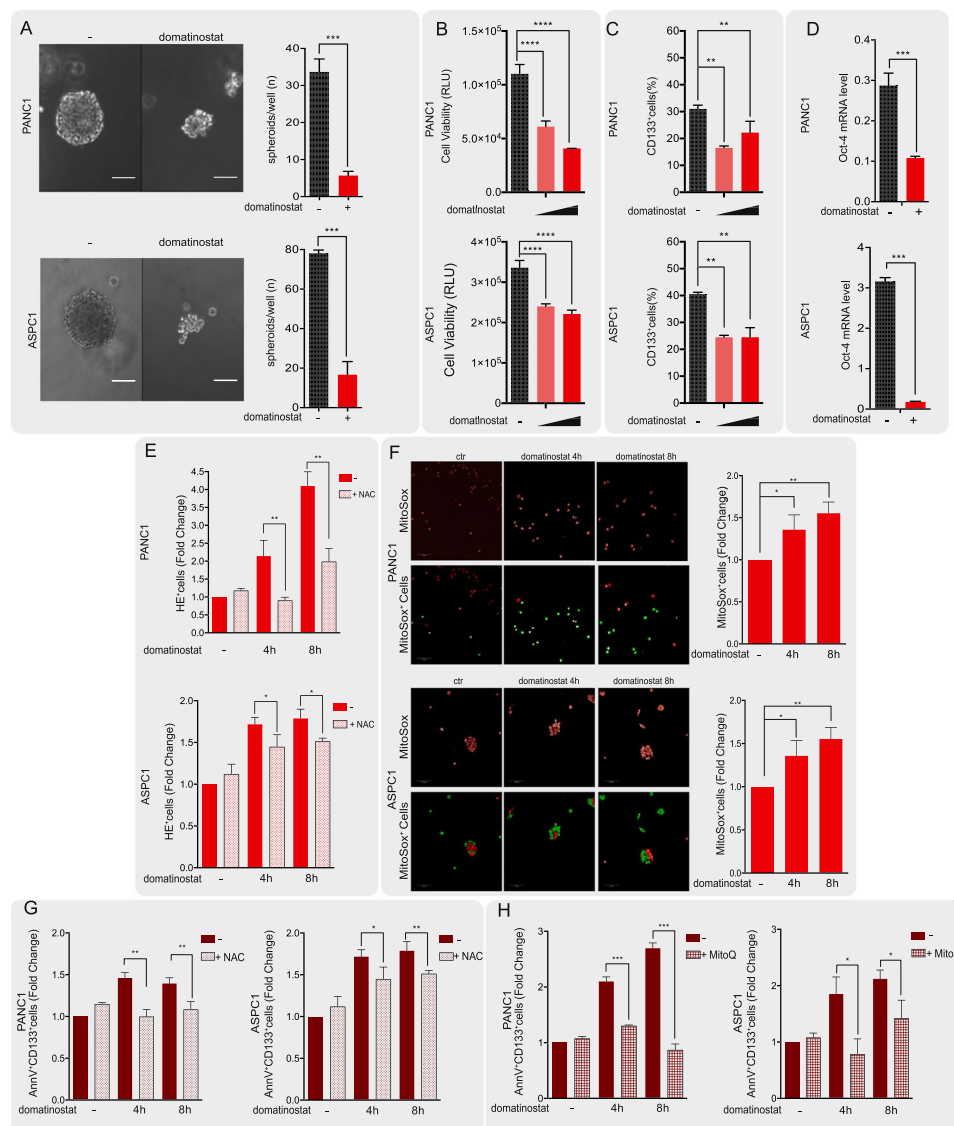 A
-
domatinostat
PANC1
spheroids/well (n)
60
40
20
0
***
domatinostat
-
+
-
domatinostat
ASPC1
spheroids/well (n)
80
60
40
20
0
***
domatinostat
-
+
B
PANC1
Cell Viability (RLU)
1.5×10⁵
1.0×10⁵
5.0×10⁴
0.0
****
****
domatInostat
-
ASPC1
Cell Viability (RLU)
4×10⁵
3×10⁵
2×10⁵
1×10⁵
0
****
****
domatInostat
-
C
PANC1
CD133⁺cells(%)
60
50
40
30
20
10
0
**
**
domatinostat
-
ASPC1
CD133⁺cells(%)
60
50
40
30
20
10
0
**
**
domatinostat
-
D
PANC1
Oct-4 mRNA level
0.4
0.3
0.2
0.1
0
***
domatinostat
-
+
ASPC1
Oct-4 mRNA level
4
3
2
1
0
***
domatinostat
-
+
E
PANC1
HE⁺cells (Fold Change)
4.5
4.0
3.5
3.0
2.5
2.0
1.5
1.0
0.5
0.0
**
**
-
+ NAC
domatinostat
-
4h
8h
ASPC1
HE⁺cells (Fold Change)
2.0
1.5
1.0
0.5
0.0
*
*
-
+ NAC
domatinostat
-
4h
8h
F
ctr
domatinostat 4h
domatinostat 8h
PANC1
MitoSox
MitoSox⁺ Cells
MitoSox⁺cells (Fold Change)
2.0
1.5
1.0
0.5
0.0
*
**
domatinostat
-
4h
8h
ctr
domatinostat 4h
domatinostat 8h
ASPC1
MitoSox
MitoSox⁺ Cells
MitoSox⁺cells (Fold Change)
2.0
1.5
1.0
0.5
0.0
*
**
domatinostat
-
4h
8h
G
PANC1
AnnV⁺CD133⁺cells (Fold Change)
2.0
1.5
1.0
0.5
0.0
**
**
-
+ NAC
domatinostat
-
4h
8h
ASPC1
AnnV⁺CD133⁺cells (Fold Change)
2.0
1.5
1.0
0.5
0.0
*
**
-
+ NAC
domatinostat
-
4h
8h
H
PANC1
AnnV⁺CD133⁺cells (Fold Change)
3
2
1
0
***
***
-
+ MitoQ
domatinostat
-
4h
8h
ASPC1
AnnV⁺CD133⁺cells (Fold Change)
3
2
1
0
*
*
-
+ Mito
domatinostat
-
4h
8h